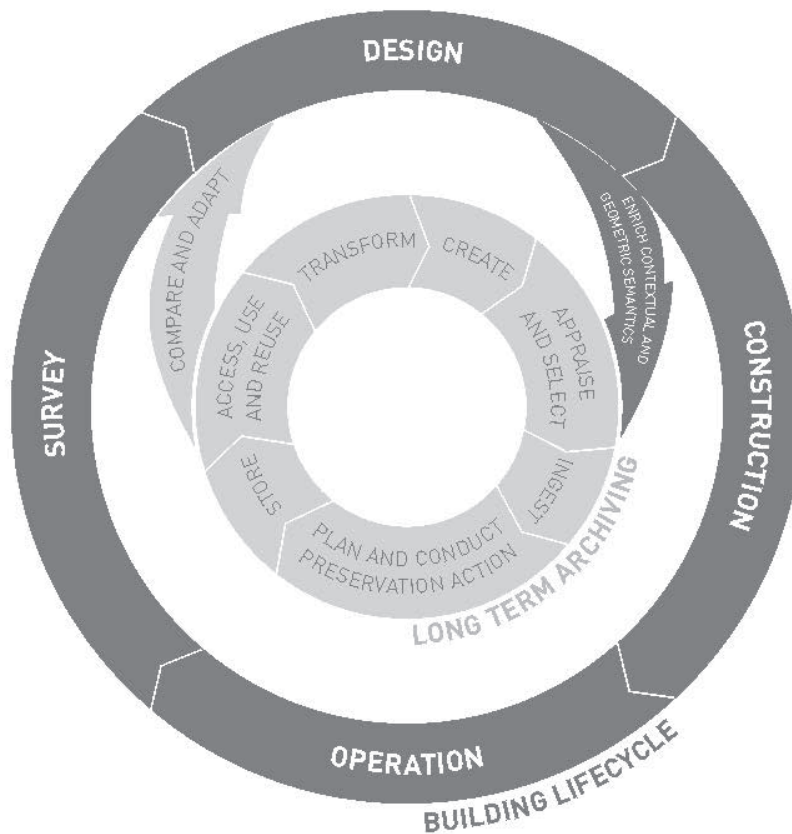 DESIGN
CONSTRUCTION
OPERATION
SURVEY
BUILDING LIFECYCLE
COMPARE AND ADAPT
ENRICH CONTEXTUAL AND
GEOMETRIC SEMANTICS
TRANSFORM
CREATE
APPRAISE
AND SELECT
INGEST
PLAN AND CONDUCT
PRESERVATION ACTION
STORE
ACCESS, USE
AND REUSE
LONG TERM ARCHIVING